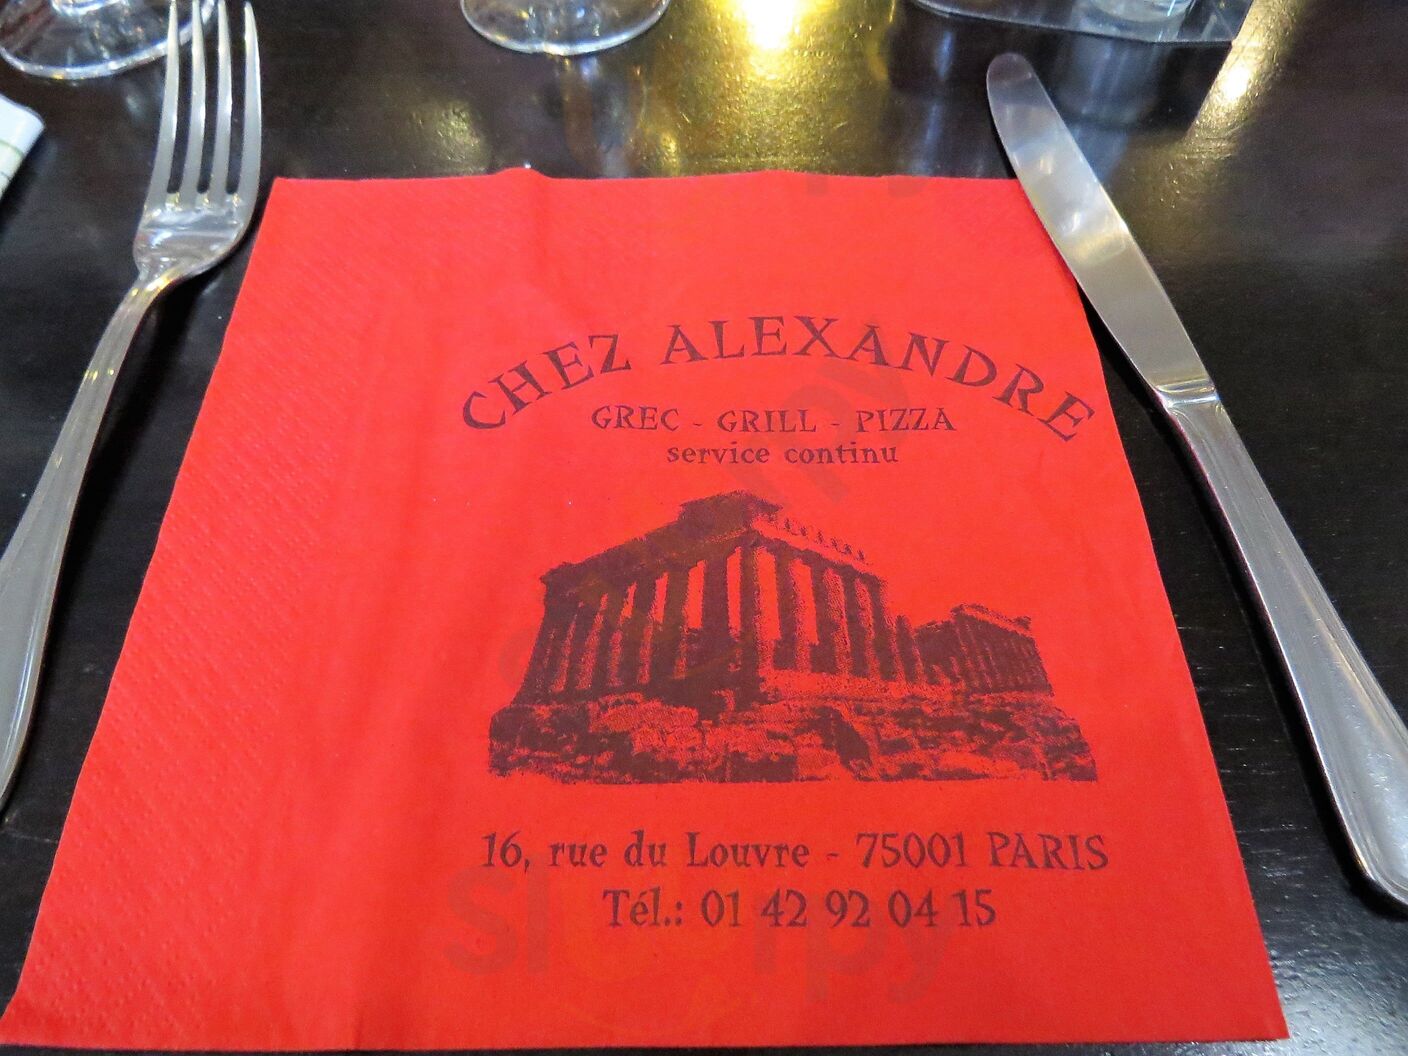 CHEZ ALEXANDRE
GREC - GRILL - PIZZA
service continu
16, rue du Louvre - 75001 PARIS
Tél.: 01 42 92 04 15